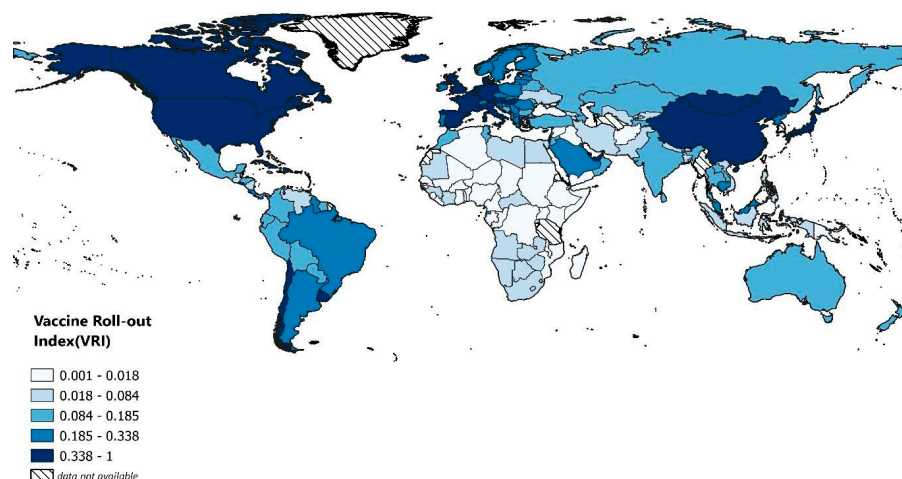 Vaccine Roll-out
Index(VRI)
0.001 - 0.018
0.018 - 0.084
0.084 - 0.185
0.185 - 0.338
0.338 - 1
data not available